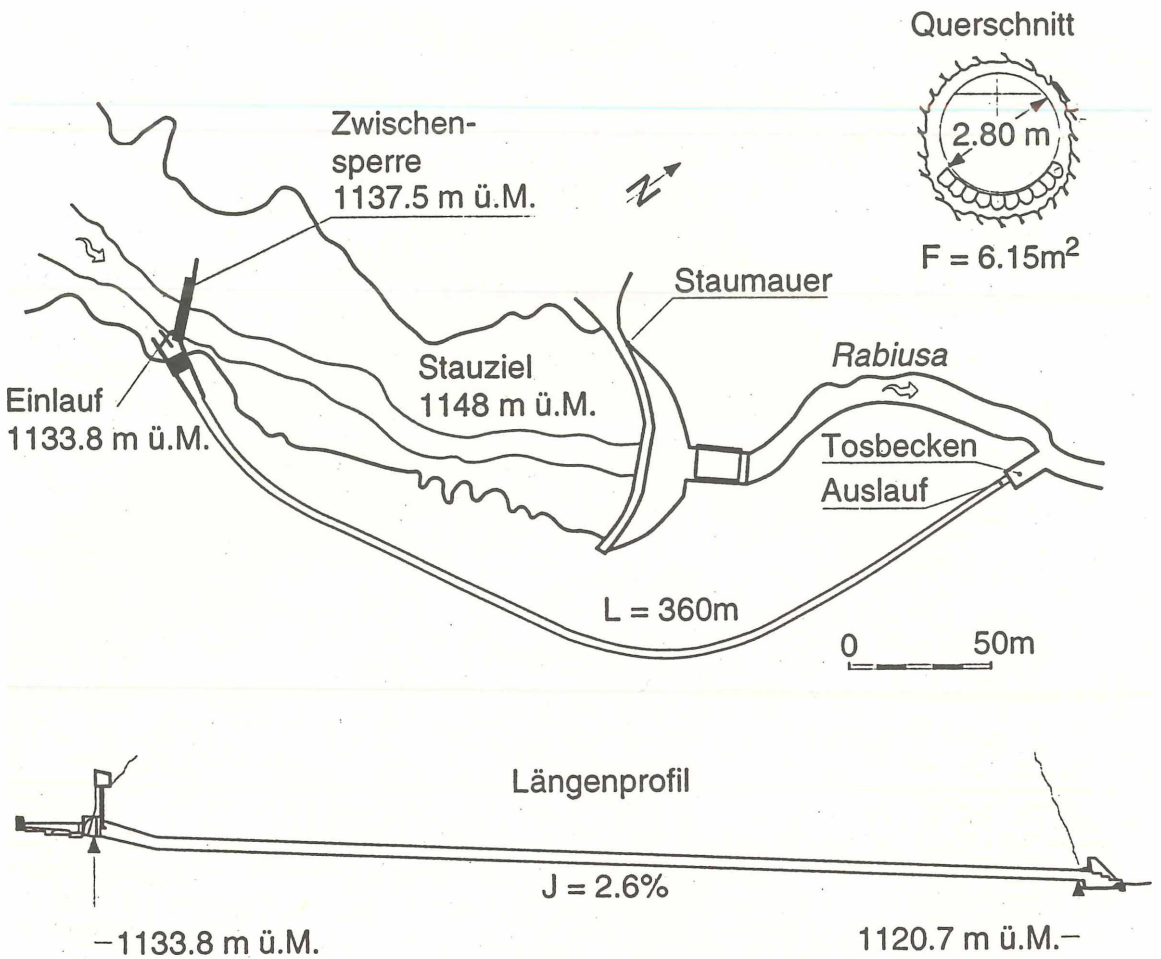 Querschnitt
2.80 m
F = 6.15m²
Zwischen-
sperre
1137.5 m ü.M.
N
Staumauer
Stauziel
1148 m ü.M.
Rabiusa
Einlauf
1133.8 m ü.M.
Tosbecken
Auslauf
L = 360m
0 50m
Längenprofil
J = 2.6%
–1133.8 m ü.M.
1120.7 m ü.M.–